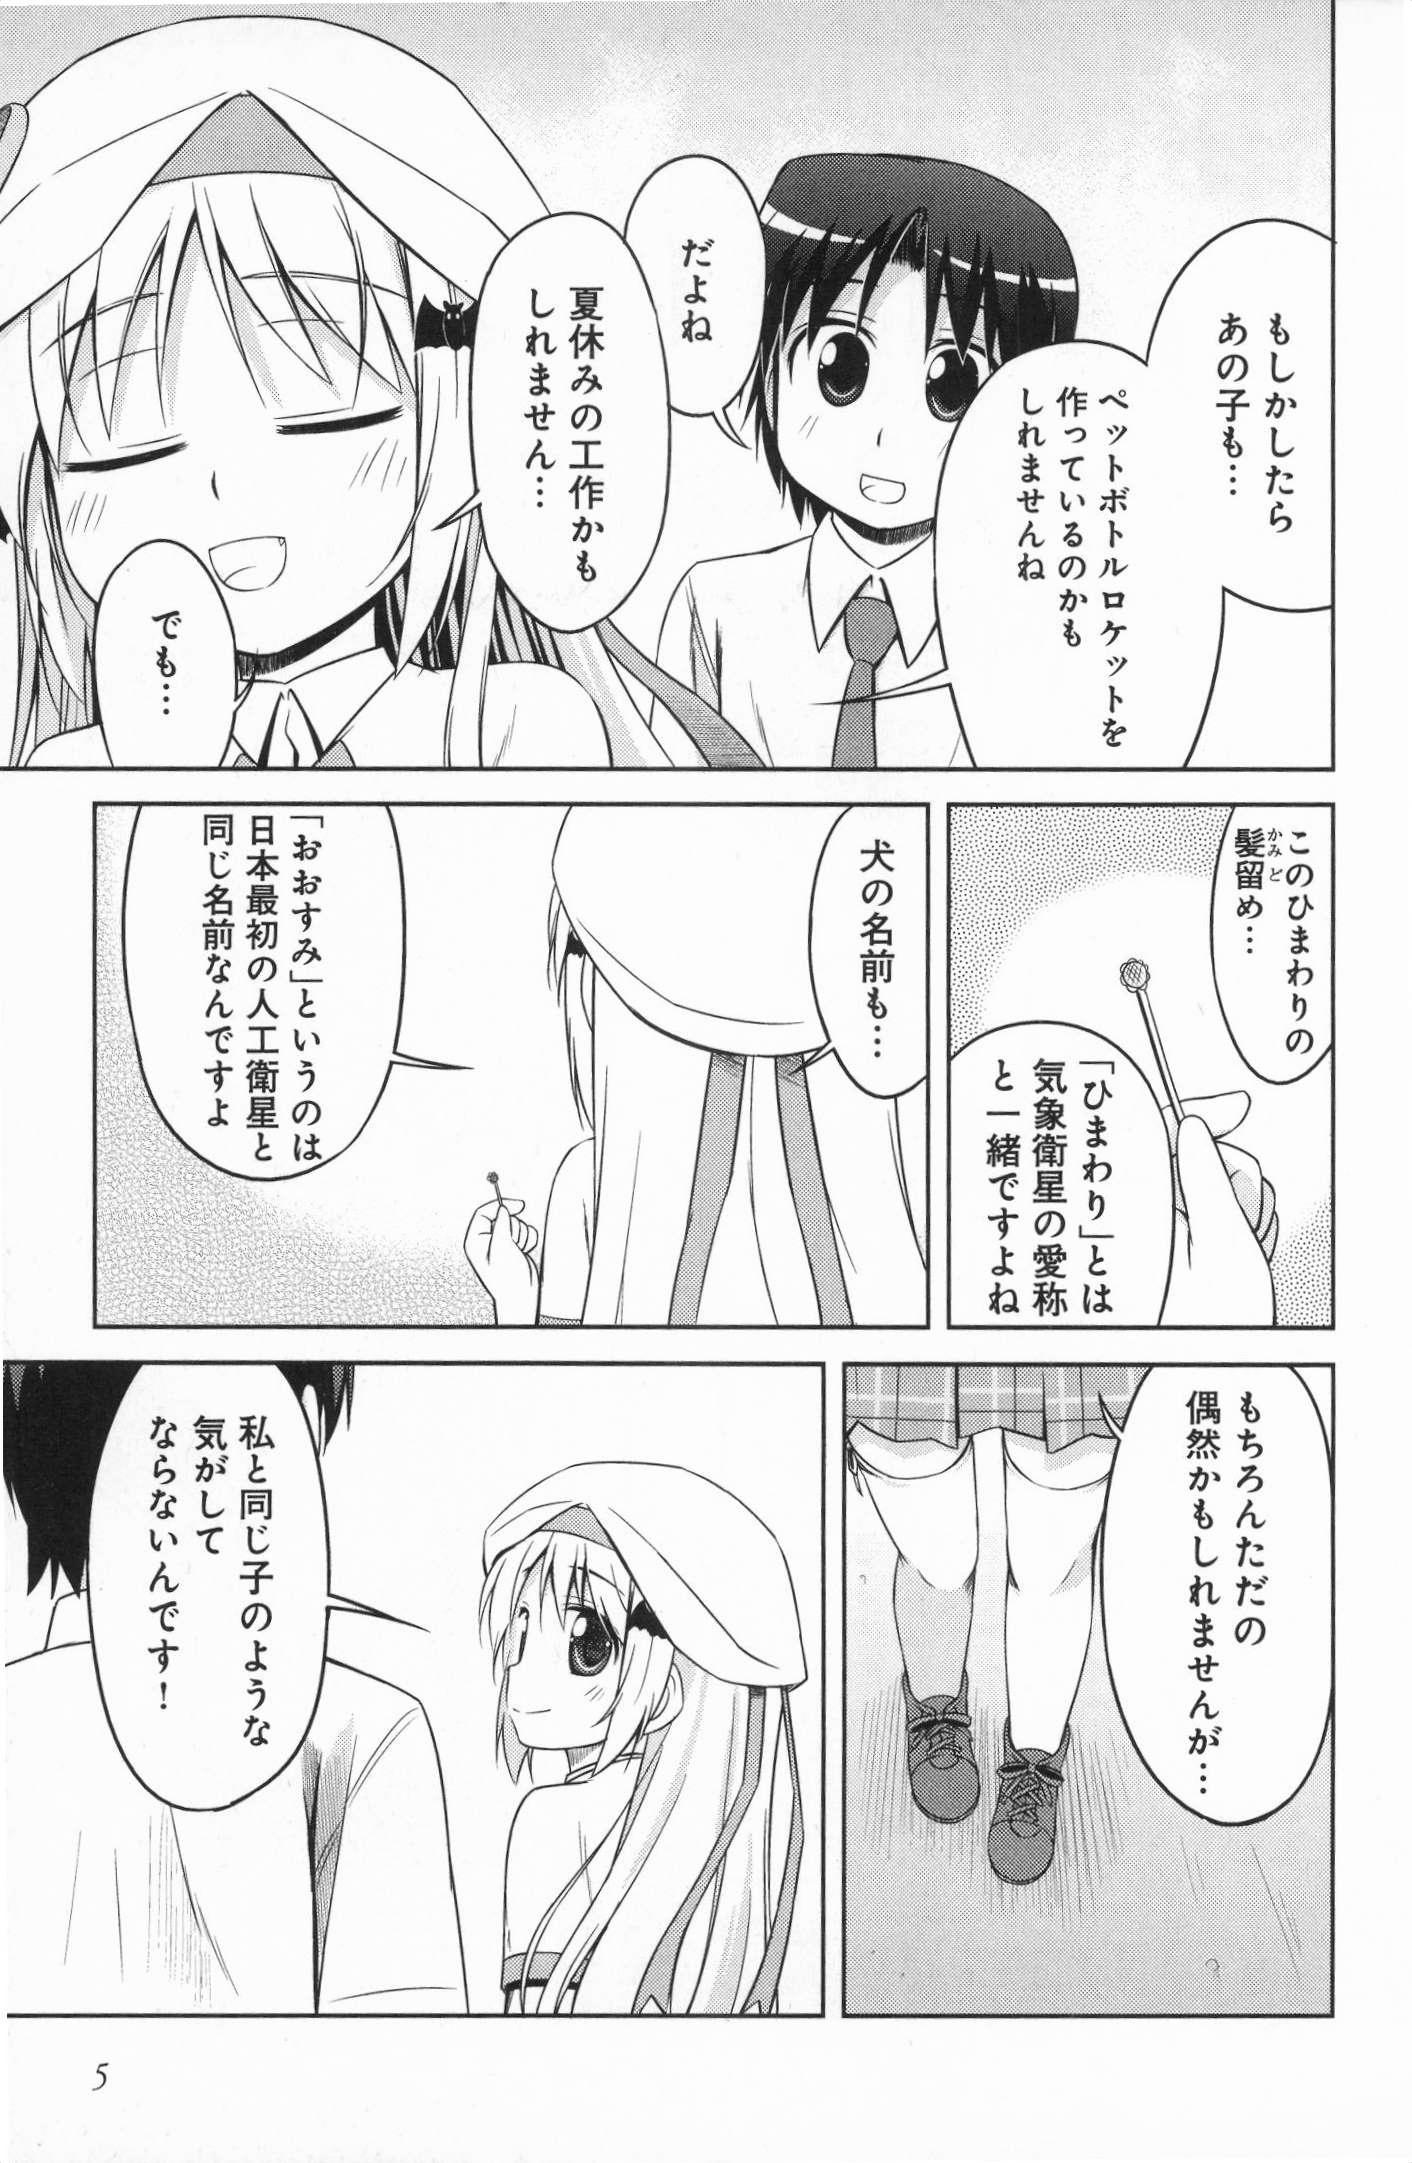 もしかしたら
あの子も…
ペットボトルロケットを
作っているのかも
しれませんね
だよね
夏休みの工作かも
しれません…
でも…
このひまわりの
髪留め…
かみど
「ひまわり」とは
気象衛星の愛称
と一緒ですよね
犬の名前も…
「おおすみ」というのは
日本最初の人工衛星と
同じ名前なんですよ
もちろんただの
偶然かもしれませんが…
私と同じ子のような
気がして
ならないんです!
5